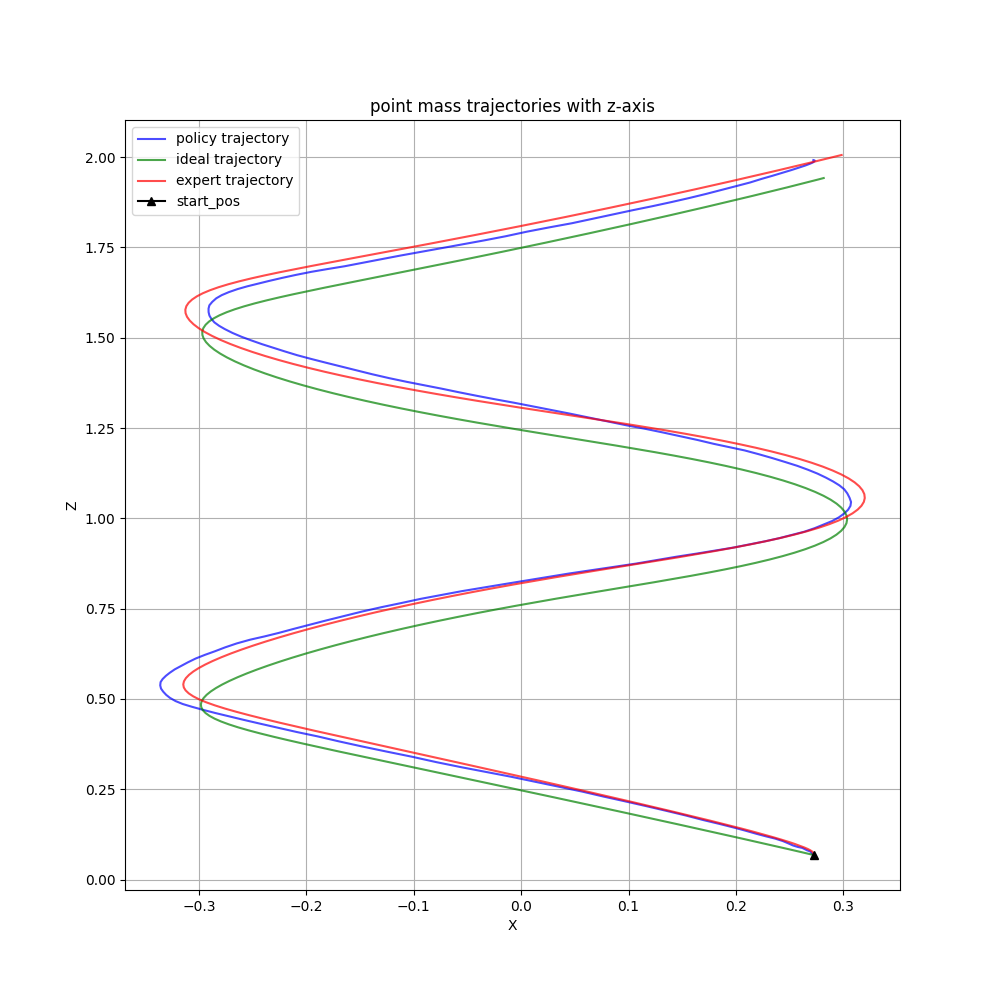 point mass trajectories with z-axis
policy trajectory
ideal trajectory
expert trajectory
start_pos
2.00
1.75
1.50
1.25
1.00
0.75
0.50
0.25
0.00
Z
−0.3 −0.2 −0.1 0.0 0.1 0.2 0.3
X